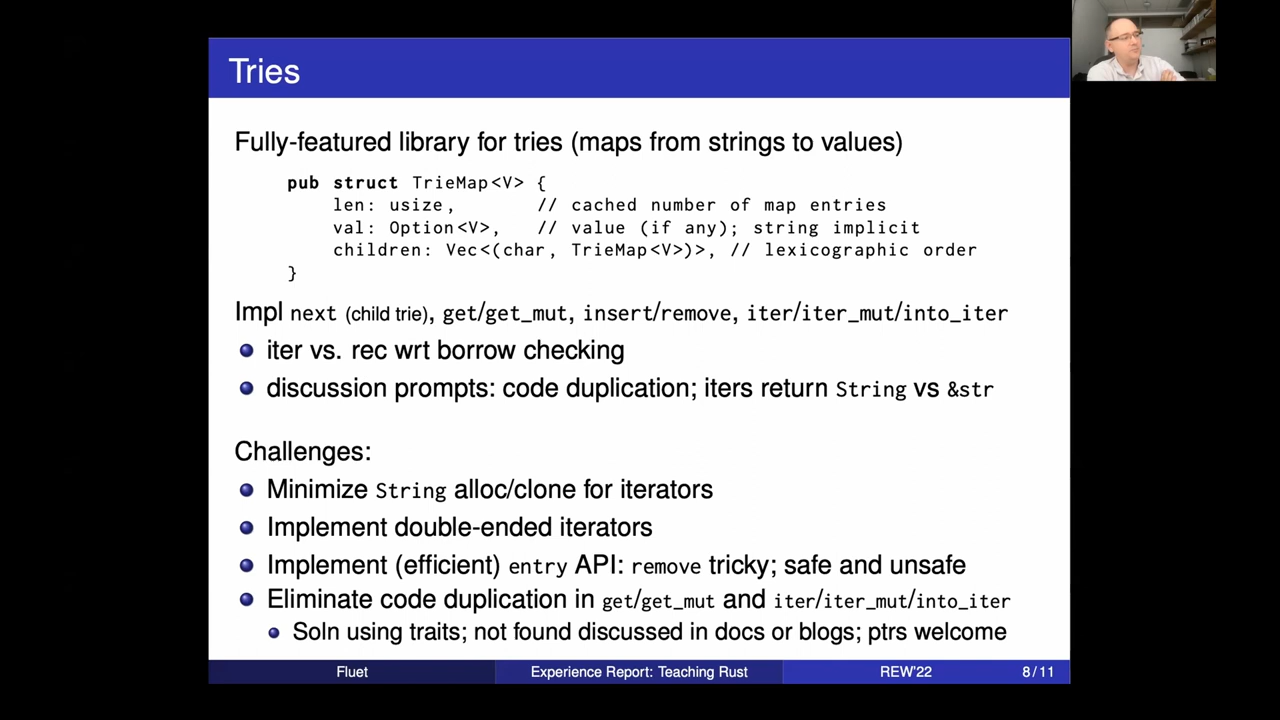 Tries
Fully-featured library for tries (maps from strings to values)
pub struct TrieMap<V> {
len: usize, // cached number of map entries
val: Option<V>, // value (if any); string implicit
children: Vec<(char, TrieMap<V>)>, // lexicographic order
}
Impl next (child trie), get/get_mut, insert/remove, iter/iter_mut/into_iter
iter vs. rec wrt borrow checking
discussion prompts: code duplication; iters return String vs &str
Challenges:
Minimize String alloc/clone for iterators
Implement double-ended iterators
Implement (efficient) entry API: remove tricky; safe and unsafe
Eliminate code duplication in get/get_mut and iter/iter_mut/into_iter
Soln using traits; not found discussed in docs or blogs; ptrs welcome
Fluet Experience Report: Teaching Rust REW'22 8/11